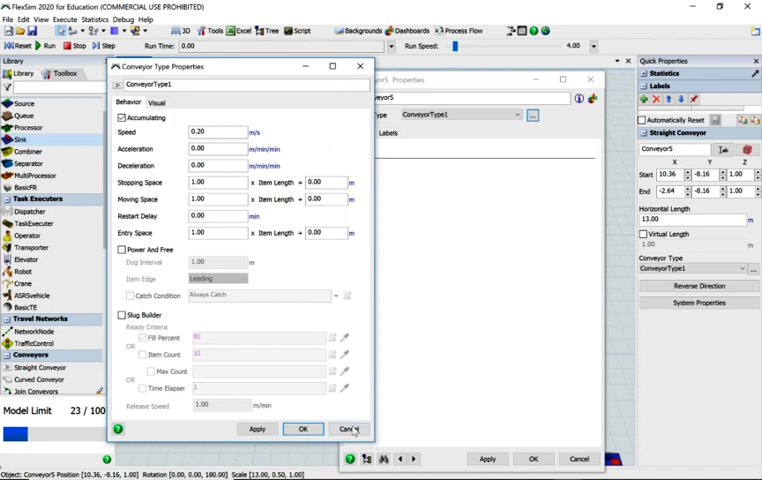 FlexSim 2020 for Education (COMMERCIAL USE PROHIBITED)
File Edit View Execute Statistics Debug Help
3D Tools Excel Tree Script Backgrounds Dashboards Process Flow
Reset Run Stop Step Run Time: 0.00 Run Speed: 4.00
Library
Library Toolbox
Source
Queue
Processor
Sink
Combiner
Separator
MultiProcessor
BasicFR
Task Executers
Dispatcher
TaskExecuter
Operator
Transporter
Elevator
Robot
Crane
ASRSvehicle
BasicTE
Travel Networks
NetworkNode
TrafficControl
Conveyors
Straight Conveyor
Curved Conveyor
Join Conveyors
Model Limit 23 / 100
Conveyor Type Properties
ConveyorType1
Behavior Visual
Accumulating
Speed 0.20 m/s
Acceleration 0.00 m/min/min
Deceleration 0.00 m/min/min
Stopping Space 1.00 x Item Length + 0.00 m
Moving Space 1.00 x Item Length + 0.00 m
Restart Delay 0.00 min
Entry Space 1.00 x Item Length + 0.00 m
Power And Free
Dog Interval 1.00 m
Item Edge Leading
Catch Condition Always Catch
Slug Builder
Ready Criteria
Fill Percent 80
OR
Item Count 10
Max Count
OR
Time Elapsed 1
Release Speed 1.00 m/min
Apply OK Cancel
yor5 Properties
veyor5
ype ConveyorType1 ...
Labels
Apply OK Cancel
Quick Properties
Statistics
Labels
Automatically Reset
Straight Conveyor
Conveyor5
X Y Z
Start 10.36 -8.16 1.00
End -2.64 -8.16 1.00
Horizontal Length
13.00 m
Virtual Length
1.00 m
Conveyor Type
ConveyorType1 ...
Reverse Direction
System Properties
Object: Conveyor5 Position [10.36, -8.16, 1.00] Rotation [0.00, 0.00, 180.00] Scale [13.00, 0.50, 1.00]